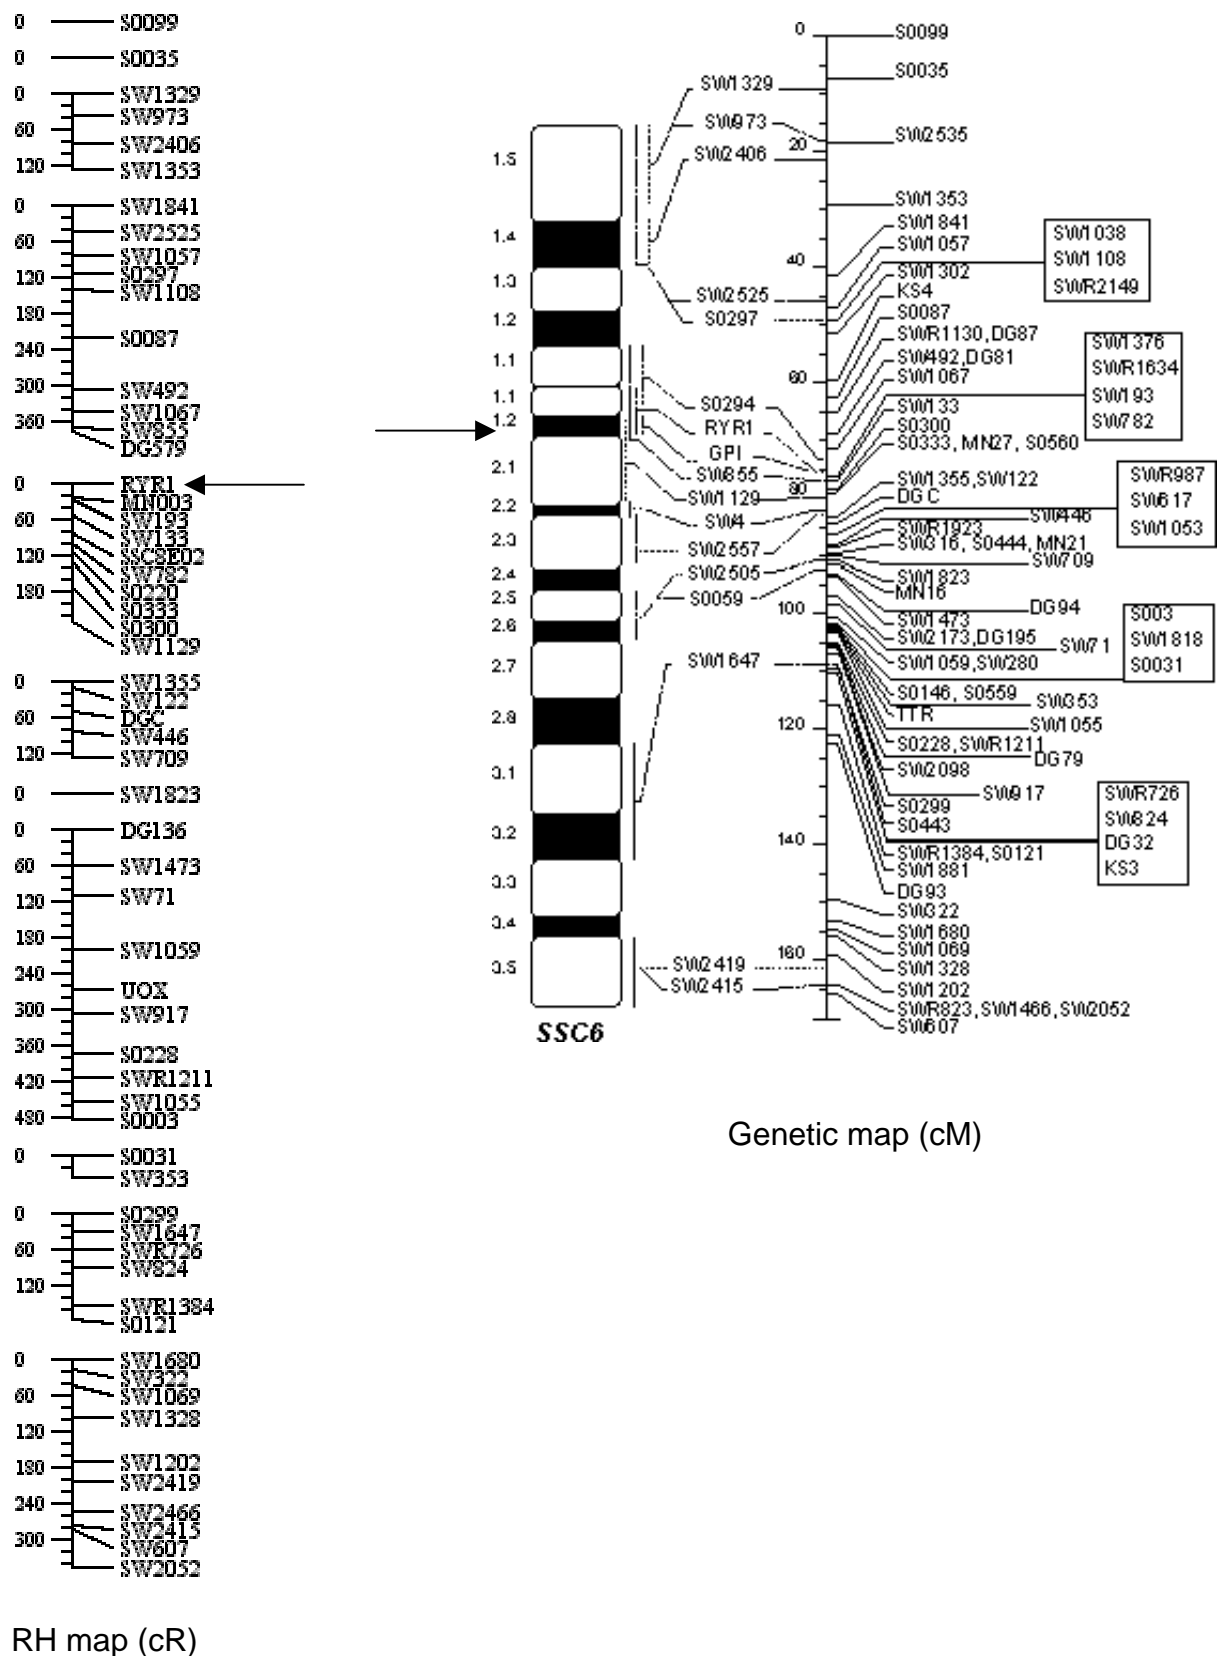 0 S0099
0 S0035
0 SW1329
SW973
60
SW2406
120 SW1353
0 SW1841
SW2525
60
SW1057
S0297
120
SW1108
180
S0087
240
300 SW492
SW1067
360 SW855
DG579
0 RYR1
MN003
60 SW193
SW133
120 SSC8E02
SW782
180 S0220
S0333
S0300
SW1129
0 SW1355
SW122
60 DGC
SW446
120 SW709
0 SW1823
0 DG136
60 SW1473
120 SW71
180
SW1059
240
UOX
300 SW917
360 S0228
420 SWR1211
SW1055
480 S0003
0 S0031
SW353
0 S0299
SW1647
60 SWR726
SW824
120
SWR1384
S0121
0 SW1680
SW322
60 SW1069
SW1328
120
180 SW1202
SW2419
240
SW2466
300 SW2415
SW607
SW2052
RH map (cR)
1.5
1.4
1.3
1.2
1.1
1.1
1.2
2.1
2.2
2.3
2.4
2.5
2.6
2.7
2.8
3.1
3.2
3.3
3.4
3.5
SSC6
SW1329
SW973
SW2406
SW2525
S0297
S0294
RYR1
GPI
SW855
SW1129
SW4
SW2557
SW2505
S0059
SW1647
SW2419
SW2415
0
20
40
60
80
100
120
140
160
S0099
S0035
SW2535
SW1353
SW1841
SW1057
SW1302
KS4
S0087
SWR1130,DG87
SW492,DG81
SW1067
SW133
S0300
S0333, MN27, S0560
SW1355,SW122
DGC
SW446
SWR1923
SW316, S0444, MN21
SW709
SW1823
MN16
DG94
SW1473
SW2173,DG195
SW71
SW1059,SW280
S0146, S0559
SW353
TTR
SW1055
S0228,SWR1211
DG79
SW2098
SW917
S0299
S0443
SWR1384,S0121
SW1881
DG93
SW322
SW1680
SW1069
SW1328
SW1202
SWR823,SW1466,SW2052
SW607
SW1038
SW1108
SWR2149
SW1376
SWR1634
SW193
SW782
SWR987
SW617
SW1053
S003
SW1818
S0031
SWR726
SW824
DG32
KS3
Genetic map (cM)